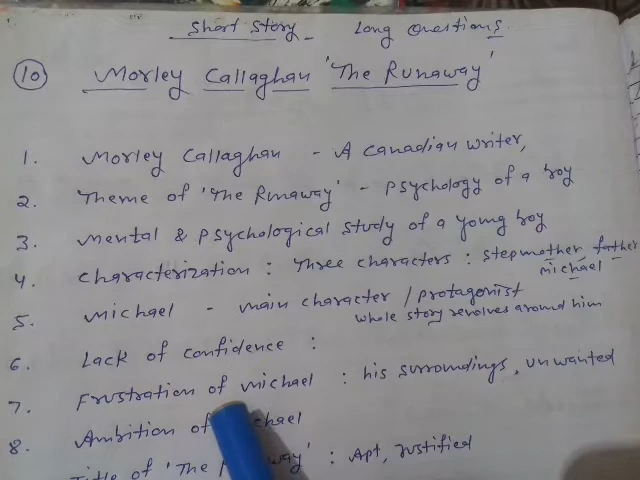 Short Story - Long Questions
10 Morley Callaghan 'The Runaway'
1. Morley Callaghan - A Canadian writer,
2. Theme of 'The Runaway' - Psychology of a boy
3. Mental & psychological study of a young boy
4. Characterization : Three characters : stepmother, father
michael
5. Michael - main character / protagonist
whole story revolves around him
6. Lack of confidence :
7. Frustration of michael : his surroundings, unwanted
8. Ambition of
Title of 'The : Apt, Justified